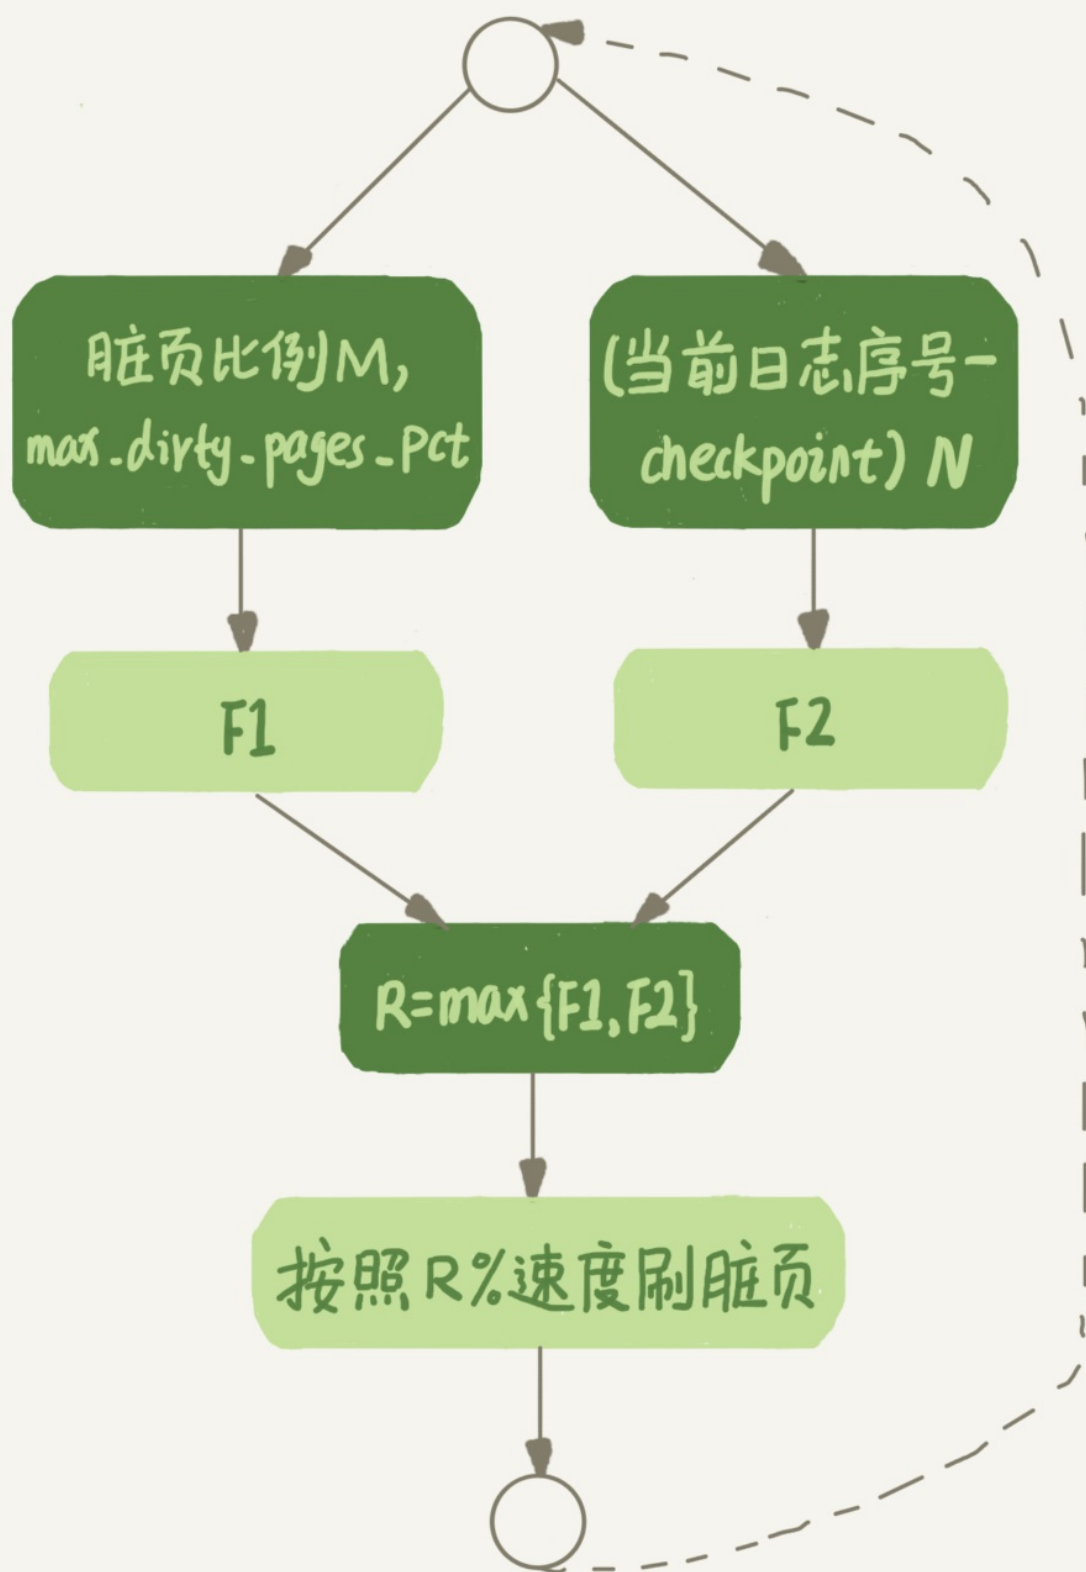 脏页比例M,
max_dirty_pages_pct
(当前日志序号-
checkpoint) N
F1
F2
R=max{F1,F2}
按照R%速度刷脏页